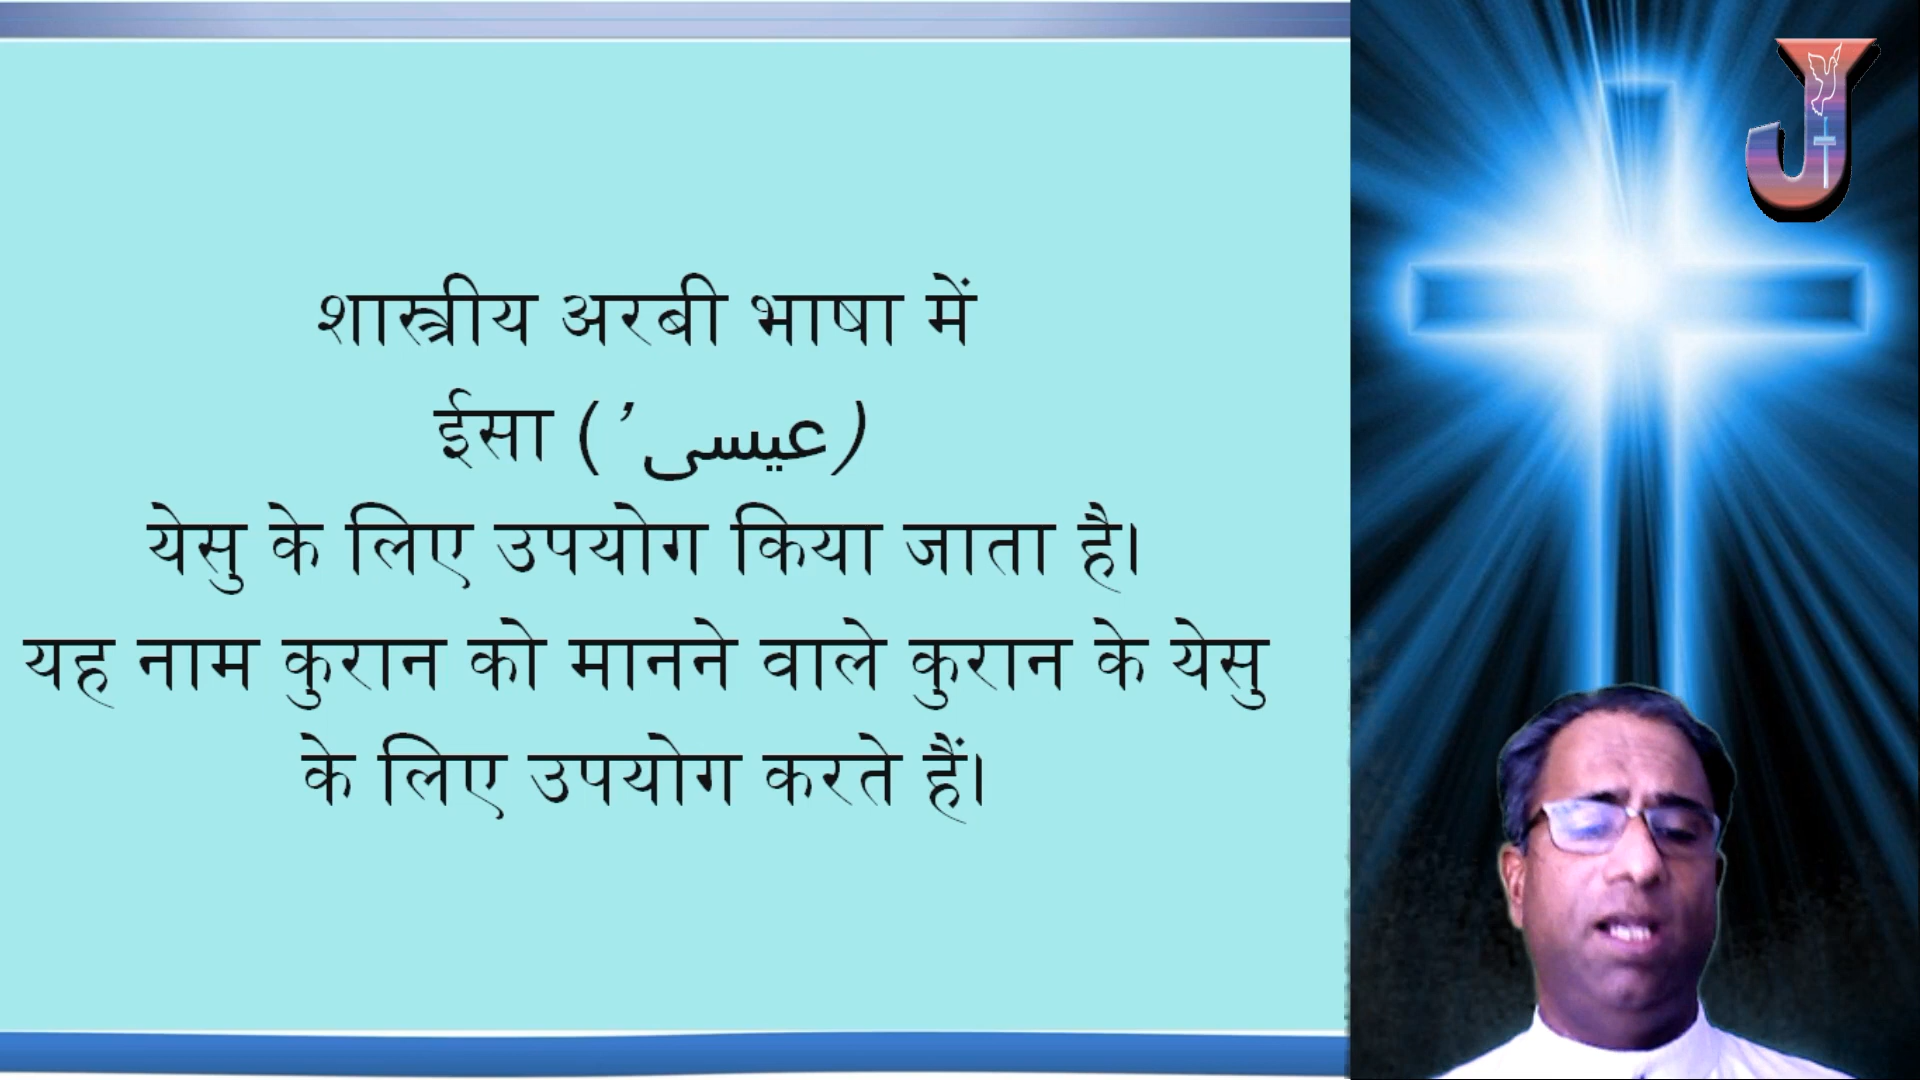 शास्त्रीय अरबी भाषा में
ईसा (’عيسى)
येसु के लिए उपयोग किया जाता है।
यह नाम कुरान को मानने वाले कुरान के येसु
के लिए उपयोग करते हैं।
J